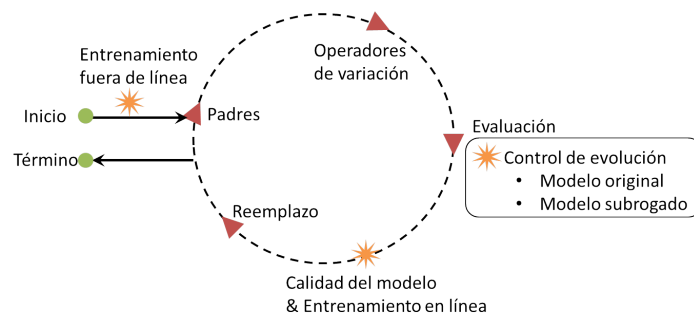 Entrenamiento
fuera de línea
Operadores
de variación
Inicio
Padres
Evaluación
Término
Control de evolución
• Modelo original
• Modelo subrogado
Reemplazo
Calidad del modelo
& Entrenamiento en línea